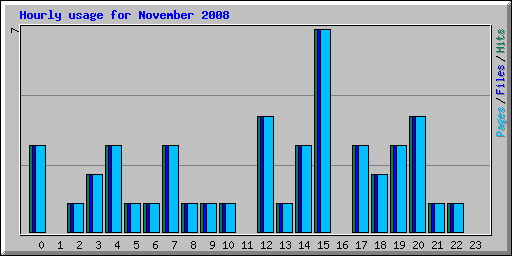 Hourly usage for November 2008
7
Pages/Files/Hits
0 1 2 3 4 5 6 7 8 9 10 11 12 13 14 15 16 17 18 19 20 21 22 23